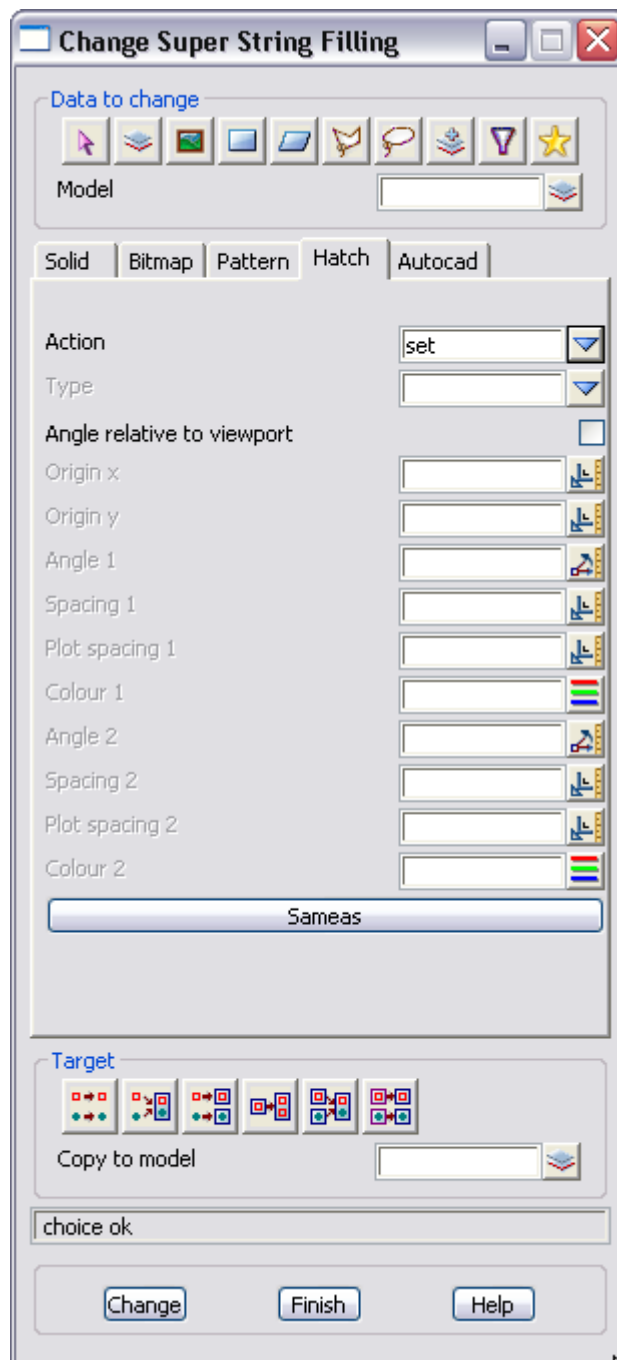 Change Super String Filling
Data to change
Model
Solid Bitmap Pattern Hatch Autocad
Action set
Type
Angle relative to viewport
Origin x
Origin y
Angle 1
Spacing 1
Plot spacing 1
Colour 1
Angle 2
Spacing 2
Plot spacing 2
Colour 2
Sameas
Target
Copy to model
choice ok
Change Finish Help